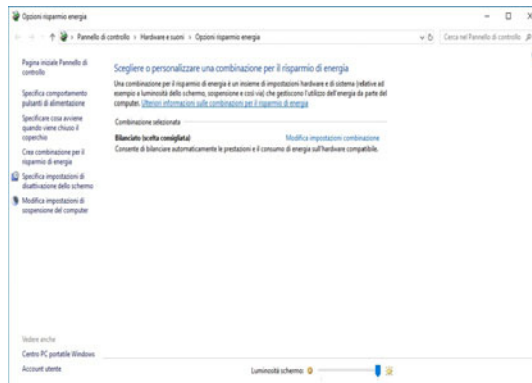 Opzioni risparmio energia
Pannello di controllo › Hardware e suoni › Opzioni risparmio energia
Cerca nel Pannello di controllo
Pagina iniziale Pannello di
controllo
Specifica comportamento
pulsanti di alimentazione
Specificare cosa avviene
quando viene chiuso il
coperchio
Crea combinazione per il
risparmio di energia
Specifica impostazioni di
disattivazione dello schermo
Modifica impostazioni di
sospensione del computer
Scegliere o personalizzare una combinazione per il risparmio di energia
Una combinazione per il risparmio di energia è un insieme di impostazioni hardware e di sistema (relative ad
esempio a luminosità dello schermo, sospensione e così via) che gestiscono l'utilizzo dell'energia da parte del
computer. Ulteriori informazioni sulle combinazioni per il risparmio di energia
Combinazione selezionata
Bilanciato (scelta consigliata) Modifica impostazioni combinazione
Consente di bilanciare automaticamente le prestazioni e il consumo di energia sull'hardware compatibile.
Vedere anche
Centro PC portatile Windows
Account utente
Luminosità schermo: